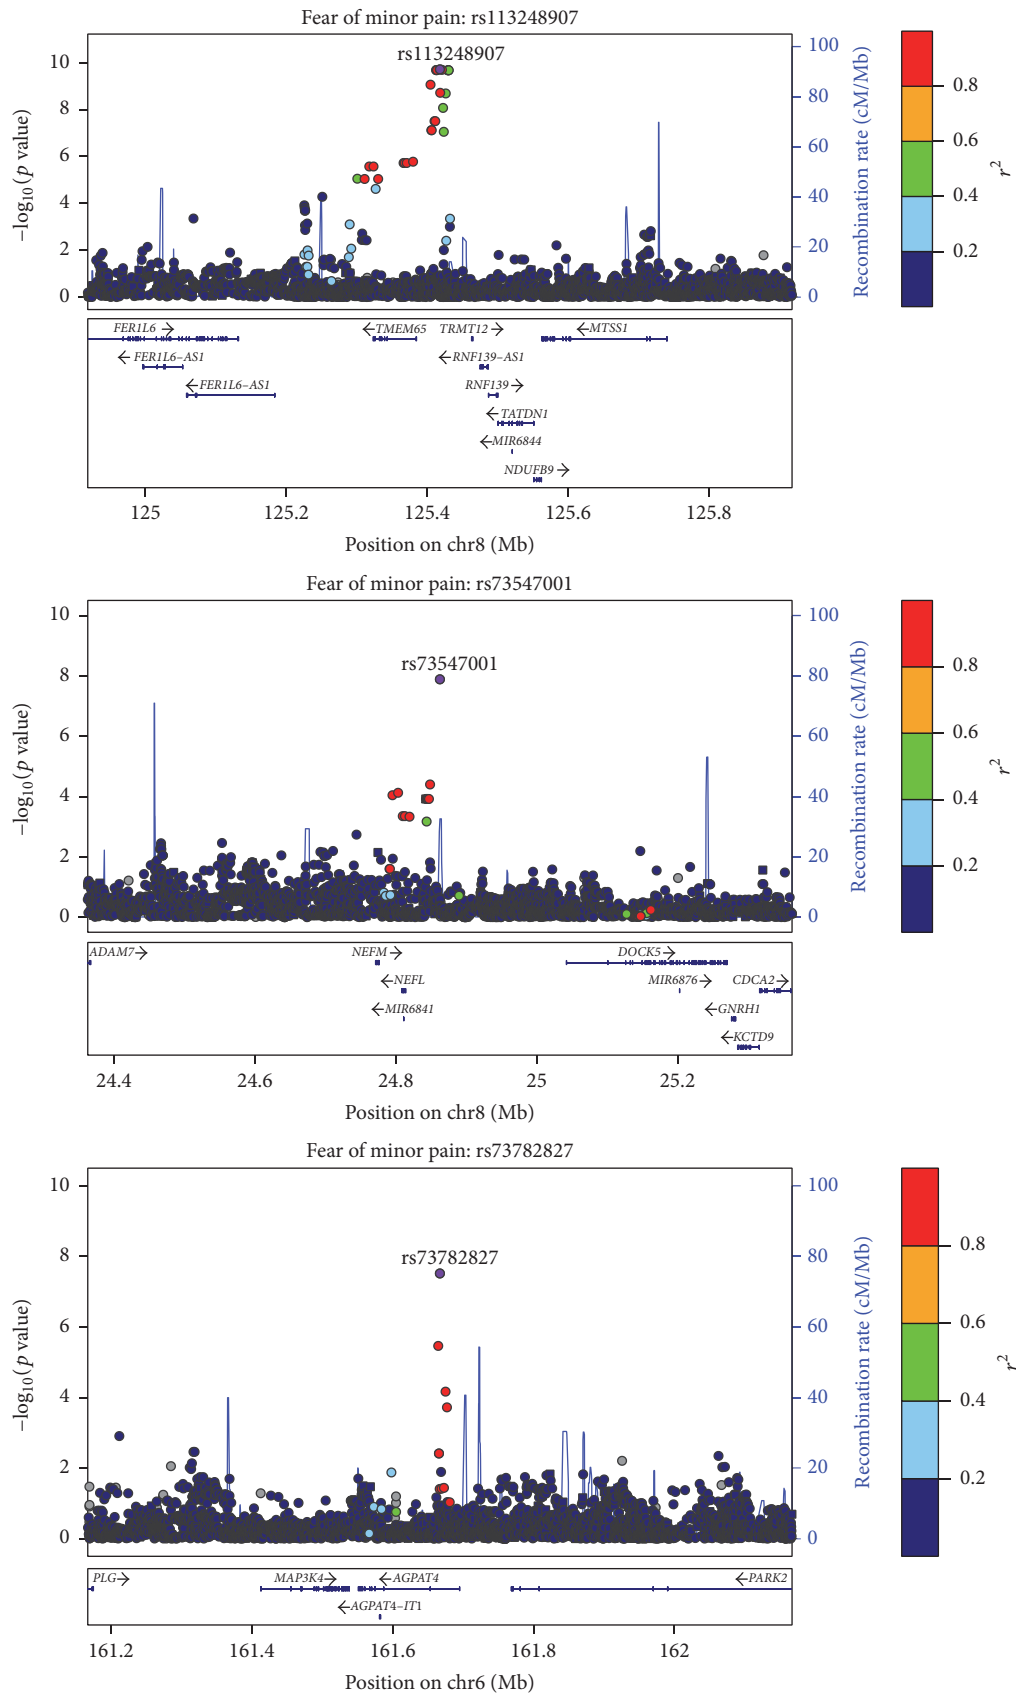 Fear of minor pain: rs113248907
rs113248907
10
8
6
4
2
0
−log10(p value)
100
80
60
40
20
0
Recombination rate (cM/Mb)
0.8
0.6
0.4
0.2
r2
FER1L6 TMEM65 TRMT12 MTSS1
FER1L6−AS1 RNF139−AS1
FER1L6−AS1 RNF139
TATDN1
MIR6844
NDUFB9
125 125.2 125.4 125.6 125.8
Position on chr8 (Mb)
Fear of minor pain: rs73547001
rs73547001
10
8
6
4
2
0
−log10(p value)
100
80
60
40
20
0
Recombination rate (cM/Mb)
0.8
0.6
0.4
0.2
r2
ADAM7 NEFM DOCK5
NEFL MIR6876 CDCA2
MIR6841 GNRH1
KCTD9
24.4 24.6 24.8 25 25.2
Position on chr8 (Mb)
Fear of minor pain: rs73782827
rs73782827
10
8
6
4
2
0
−log10(p value)
100
80
60
40
20
0
Recombination rate (cM/Mb)
0.8
0.6
0.4
0.2
r2
PLG MAP3K4 AGPAT4 PARK2
AGPAT4−IT1
161.2 161.4 161.6 161.8 162
Position on chr6 (Mb)